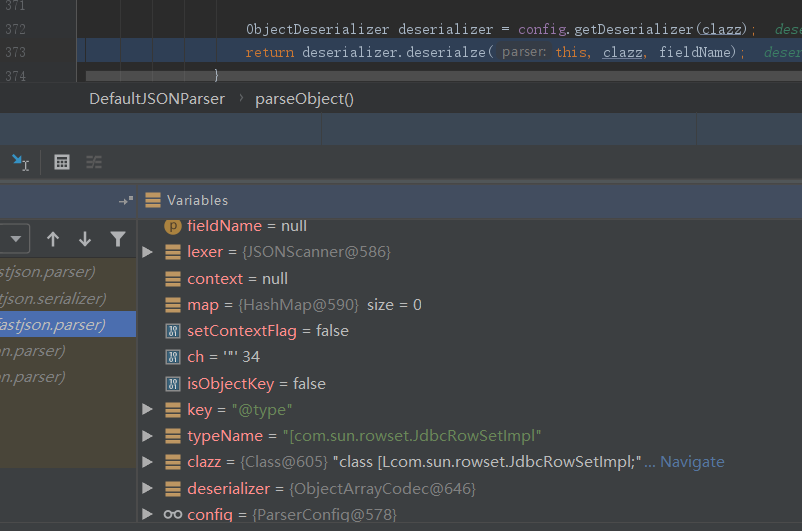 371
372 ObjectDeserializer deserializer = config.getDeserializer(clazz); dese
373 return deserializer.deserialze( parser: this, clazz, fieldName); deser
374 }
DefaultJSONParser › parseObject()
Variables
fieldName = null
lexer = {JSONScanner@586}
context = null
map = {HashMap@590} size = 0
setContextFlag = false
ch = '"' 34
isObjectKey = false
key = "@type"
typeName = "[com.sun.rowset.JdbcRowSetImpl"
clazz = {Class@605} "class [Lcom.sun.rowset.JdbcRowSetImpl;"... Navigate
deserializer = {ObjectArrayCodec@646}
config = {ParserConfig@578}
stjson.parser)
tjson.serializer)
fastjson.parser)
on.parser)
on.parser)